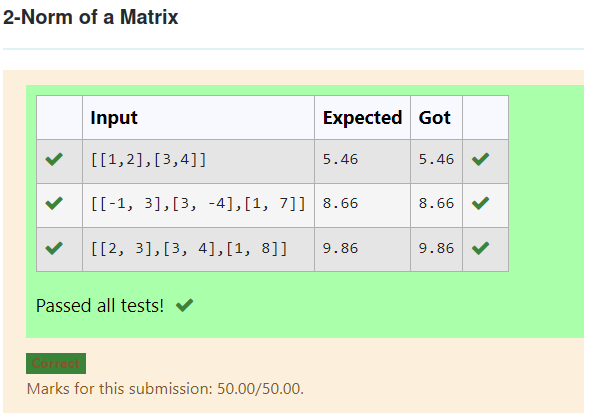 2-Norm of a Matrix
Input Expected Got
[[1,2],[3,4]] 5.46 5.46
[[-1, 3],[3, -4],[1, 7]] 8.66 8.66
[[2, 3],[3, 4],[1, 8]] 9.86 9.86
Passed all tests!
Correct
Marks for this submission: 50.00/50.00.